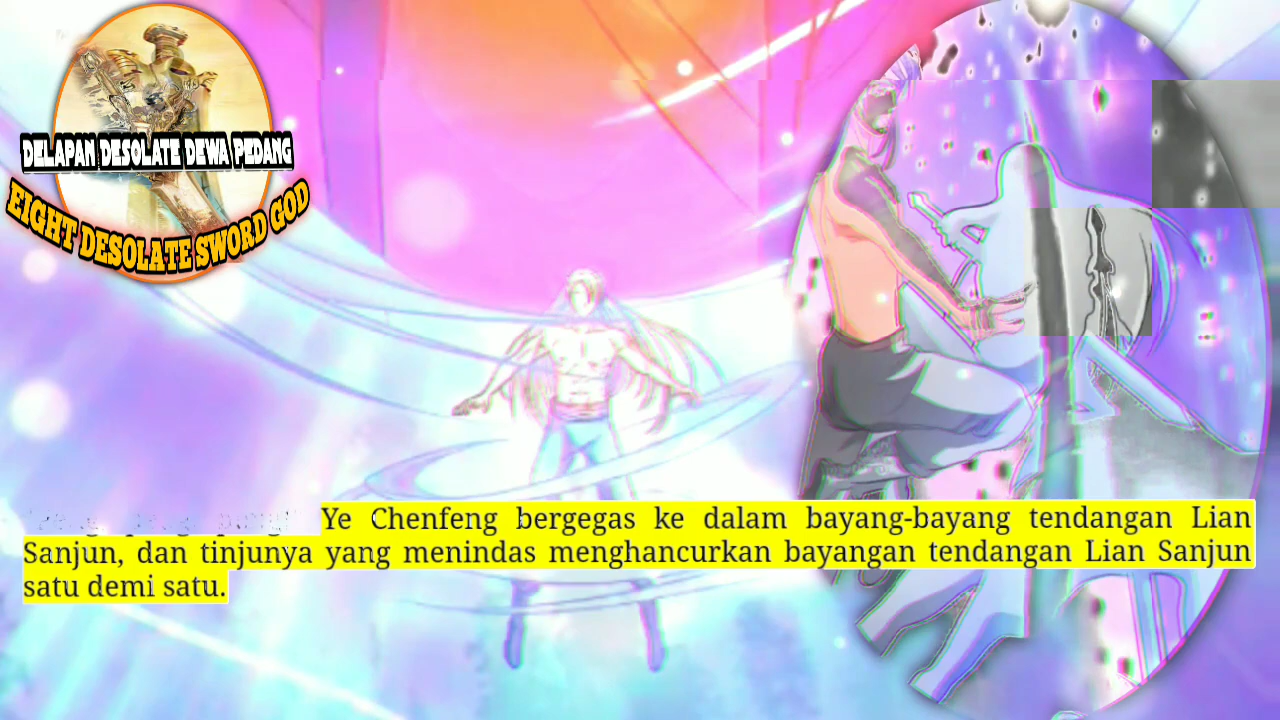 DELAPAN DESOLATE DEWA PEDANG
EIGHT DESOLATE SWORD GOD
Ye Chenfeng bergegas ke dalam bayang-bayang tendangan Lian
Sanjun, dan tinjunya yang menindas menghancurkan bayangan tendangan Lian Sanjun
satu demi satu.